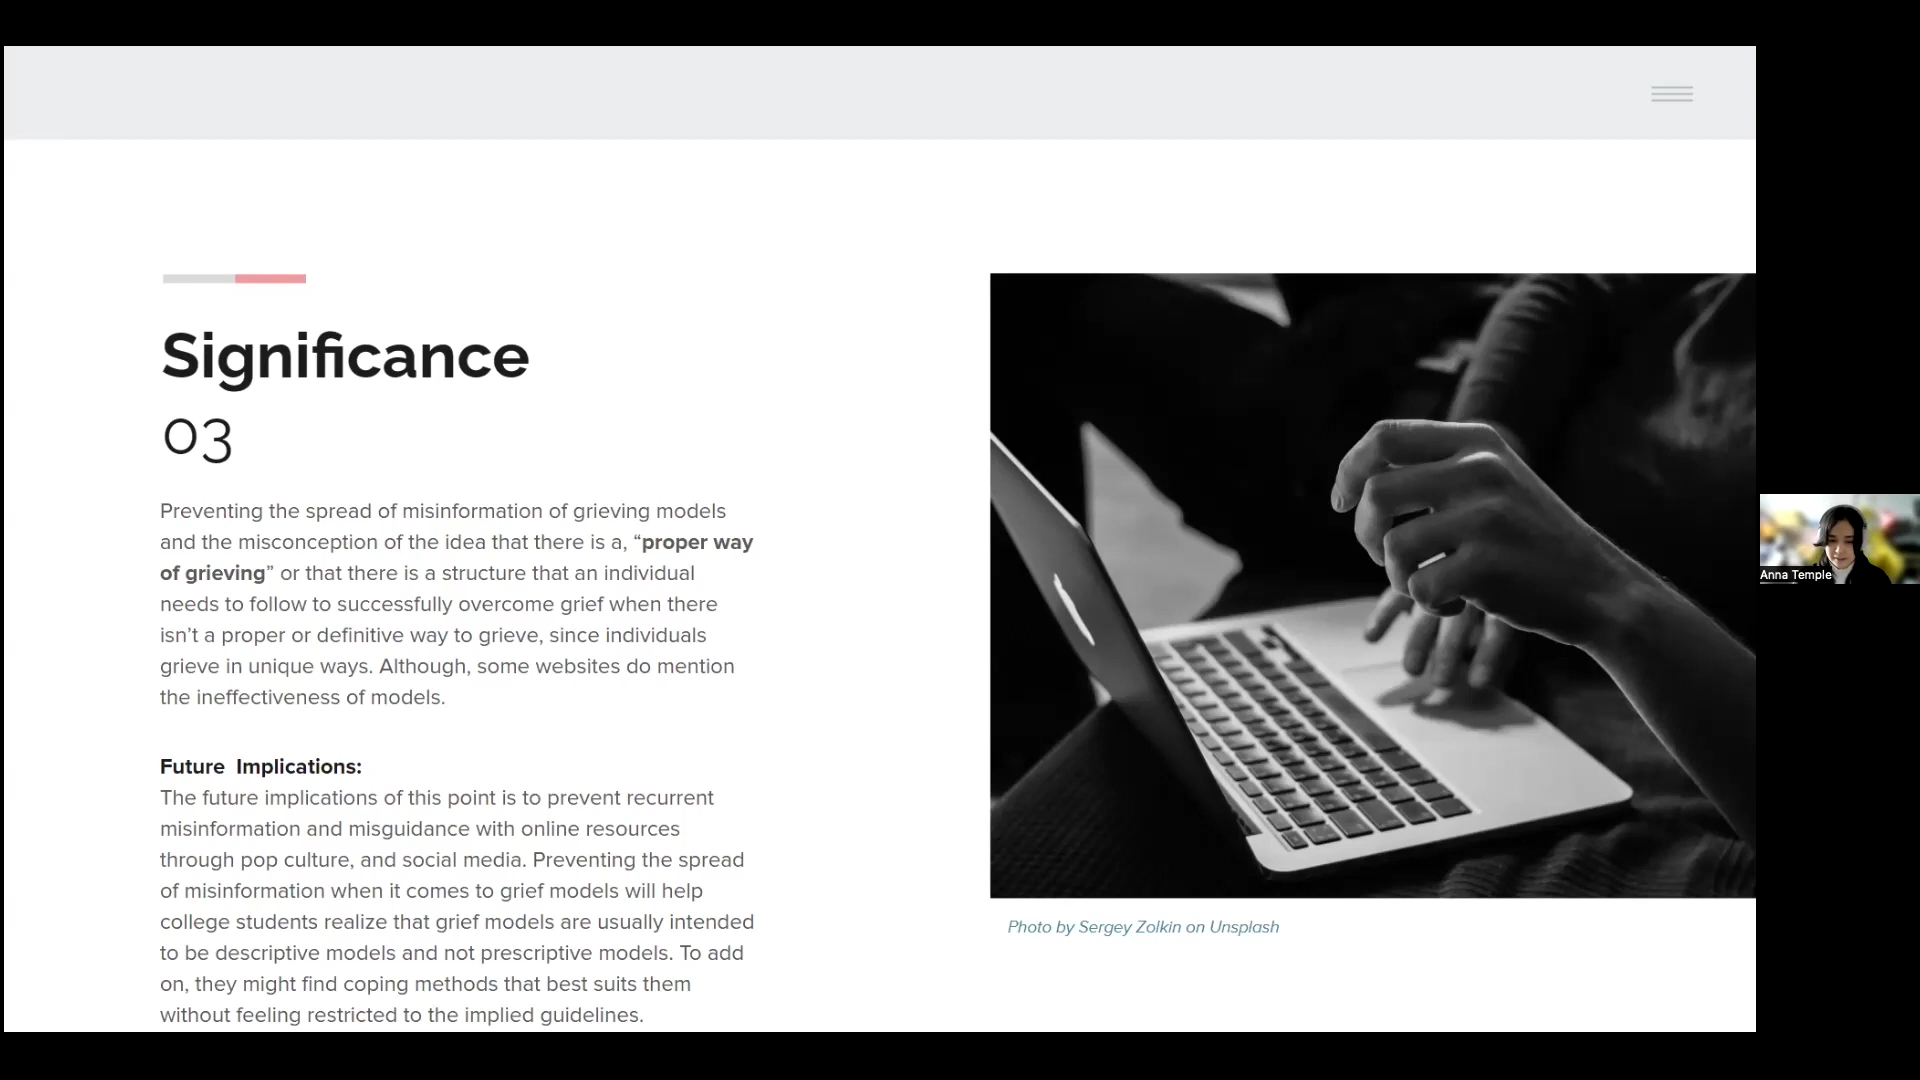 Significance
03
Preventing the spread of misinformation of grieving models
and the misconception of the idea that there is a, “proper way
of grieving” or that there is a structure that an individual
needs to follow to successfully overcome grief when there
isn’t a proper or definitive way to grieve, since individuals
grieve in unique ways. Although, some websites do mention
the ineffectiveness of models.
Future Implications:
The future implications of this point is to prevent recurrent
misinformation and misguidance with online resources
through pop culture, and social media. Preventing the spread
of misinformation when it comes to grief models will help
college students realize that grief models are usually intended
to be descriptive models and not prescriptive models. To add
on, they might find coping methods that best suits them
without feeling restricted to the implied guidelines.
Photo by Sergey Zolkin on Unsplash
Anna Temple